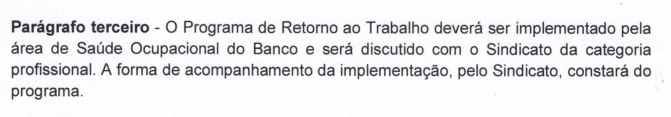 Parágrafo terceiro - O Programa de Retorno ao Trabalho deverá ser implementado pela
área de Saúde Ocupacional do Banco e será discutido com o Sindicato da categoria
profissional. A forma de acompanhamento da implementação, pelo Sindicato, constará do
programa.